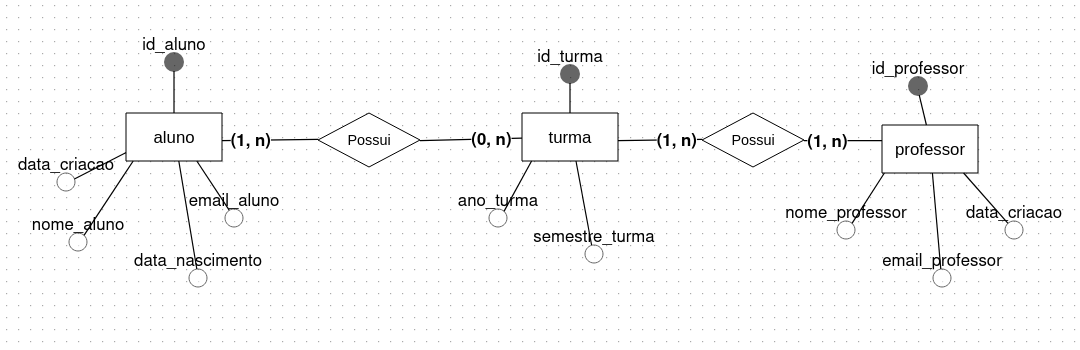 id_aluno
id_turma
id_professor
aluno
(1, n)
Possui
(0, n)
turma
(1, n)
Possui
(1, n)
professor
data_criacao
nome_aluno
email_aluno
data_nascimento
ano_turma
semestre_turma
nome_professor
data_criacao
email_professor